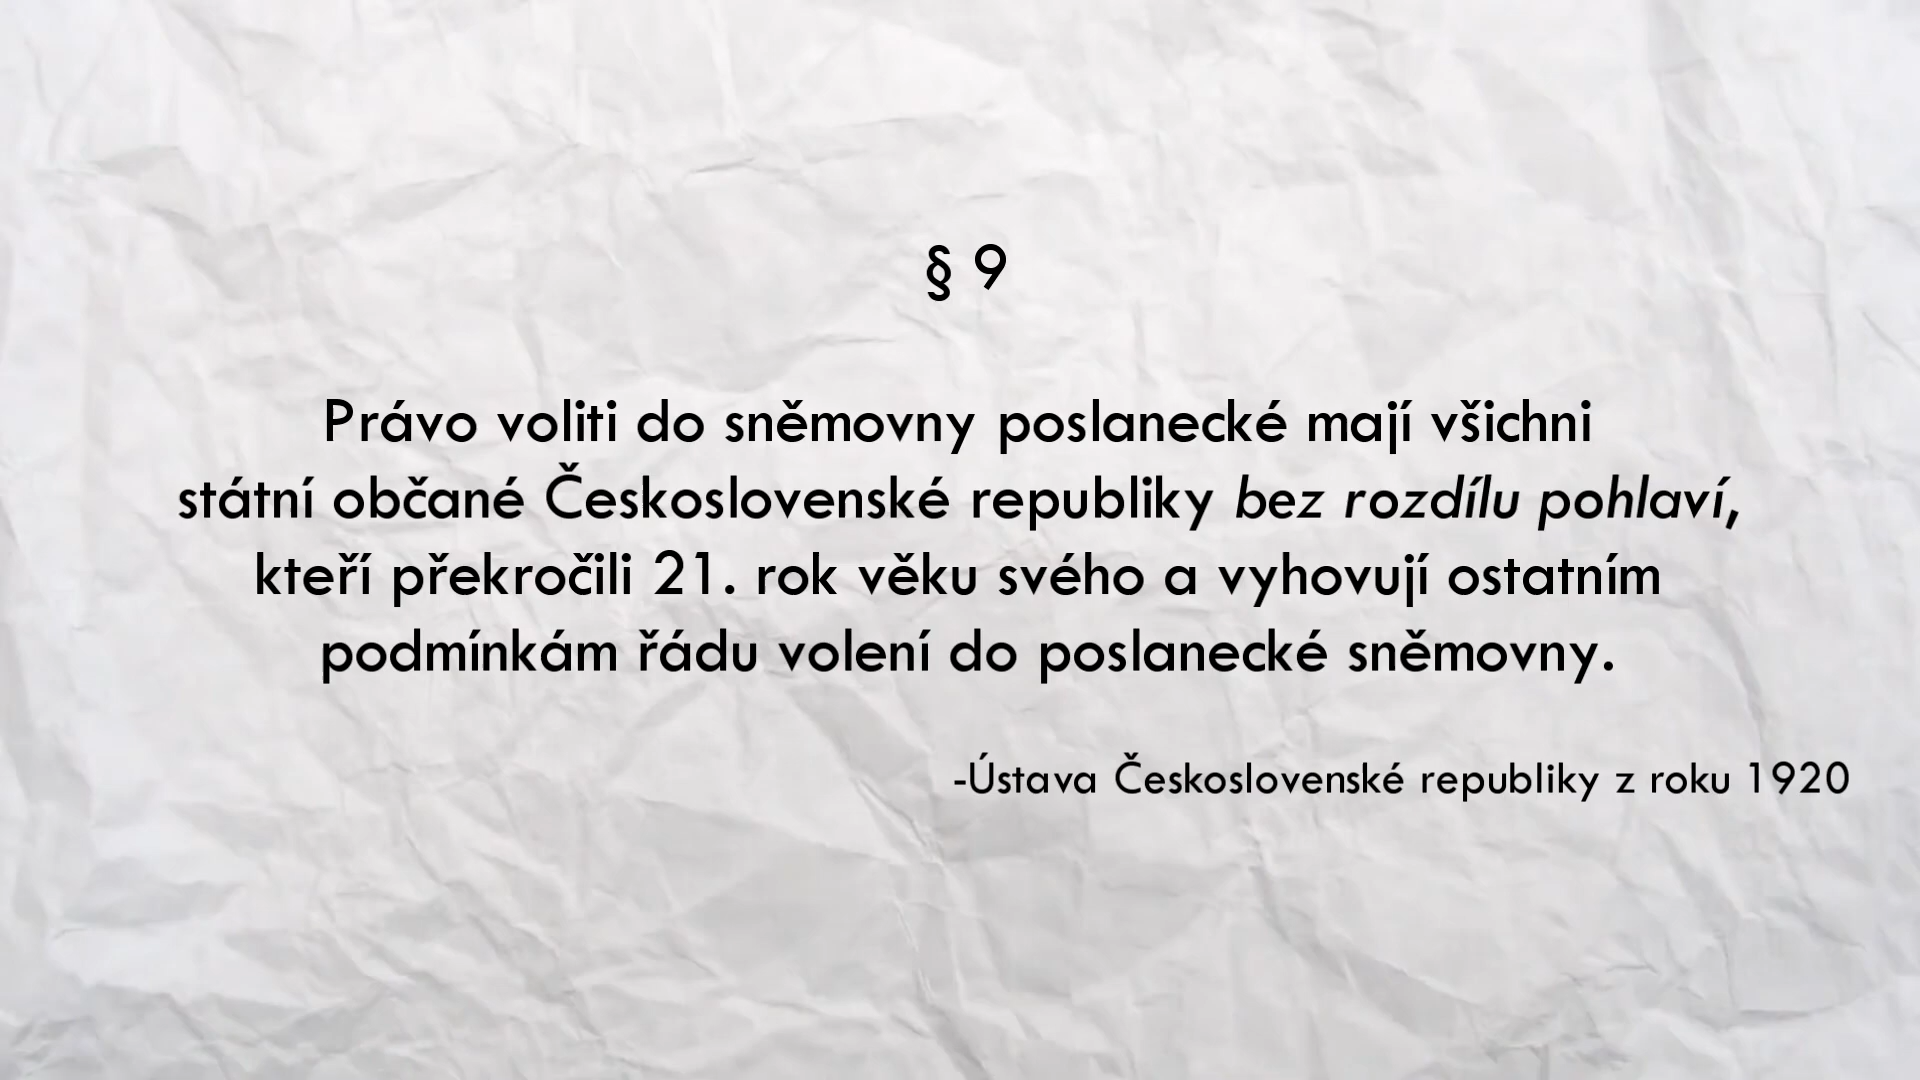 § 9
Právo voliti do sněmovny poslanecké mají všichni
státní občané Československé republiky bez rozdílu pohlaví,
kteří překročili 21. rok věku svého a vyhovují ostatním
podmínkám řádu volení do poslanecké sněmovny.
-Ústava Československé republiky z roku 1920